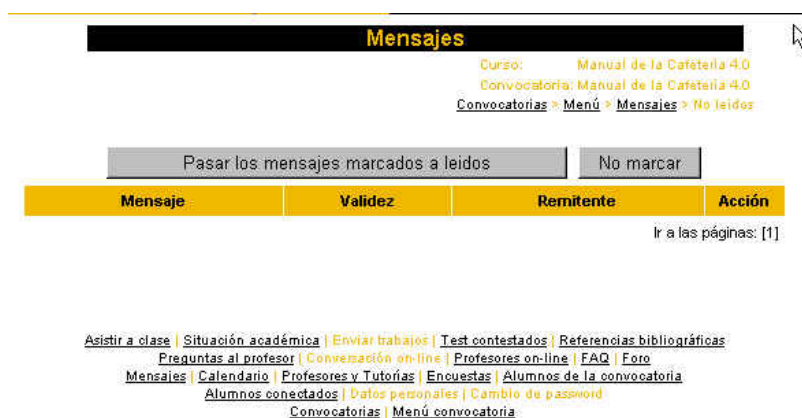 Mensajes
Curso: Manual de la Cafetería 4.0
Convocatoria: Manual de la Cafetería 4.0
Convocatorias > Menú > Mensajes > No leidos
Pasar los mensajes marcados a leidos No marcar
Mensaje Validez Remitente Acción
Ir a las páginas: [1]
Asistir a clase | Situación académica | Enviar trabajos | Test contestados | Referencias bibliográficas
Preguntas al profesor | Conversación on-line | Profesores on-line | FAQ | Foro
Mensajes | Calendario | Profesores y Tutorías | Encuestas | Alumnos de la convocatoria
Alumnos conectados | Datos personales | Cambio de password
Convocatorias | Menú convocatoria